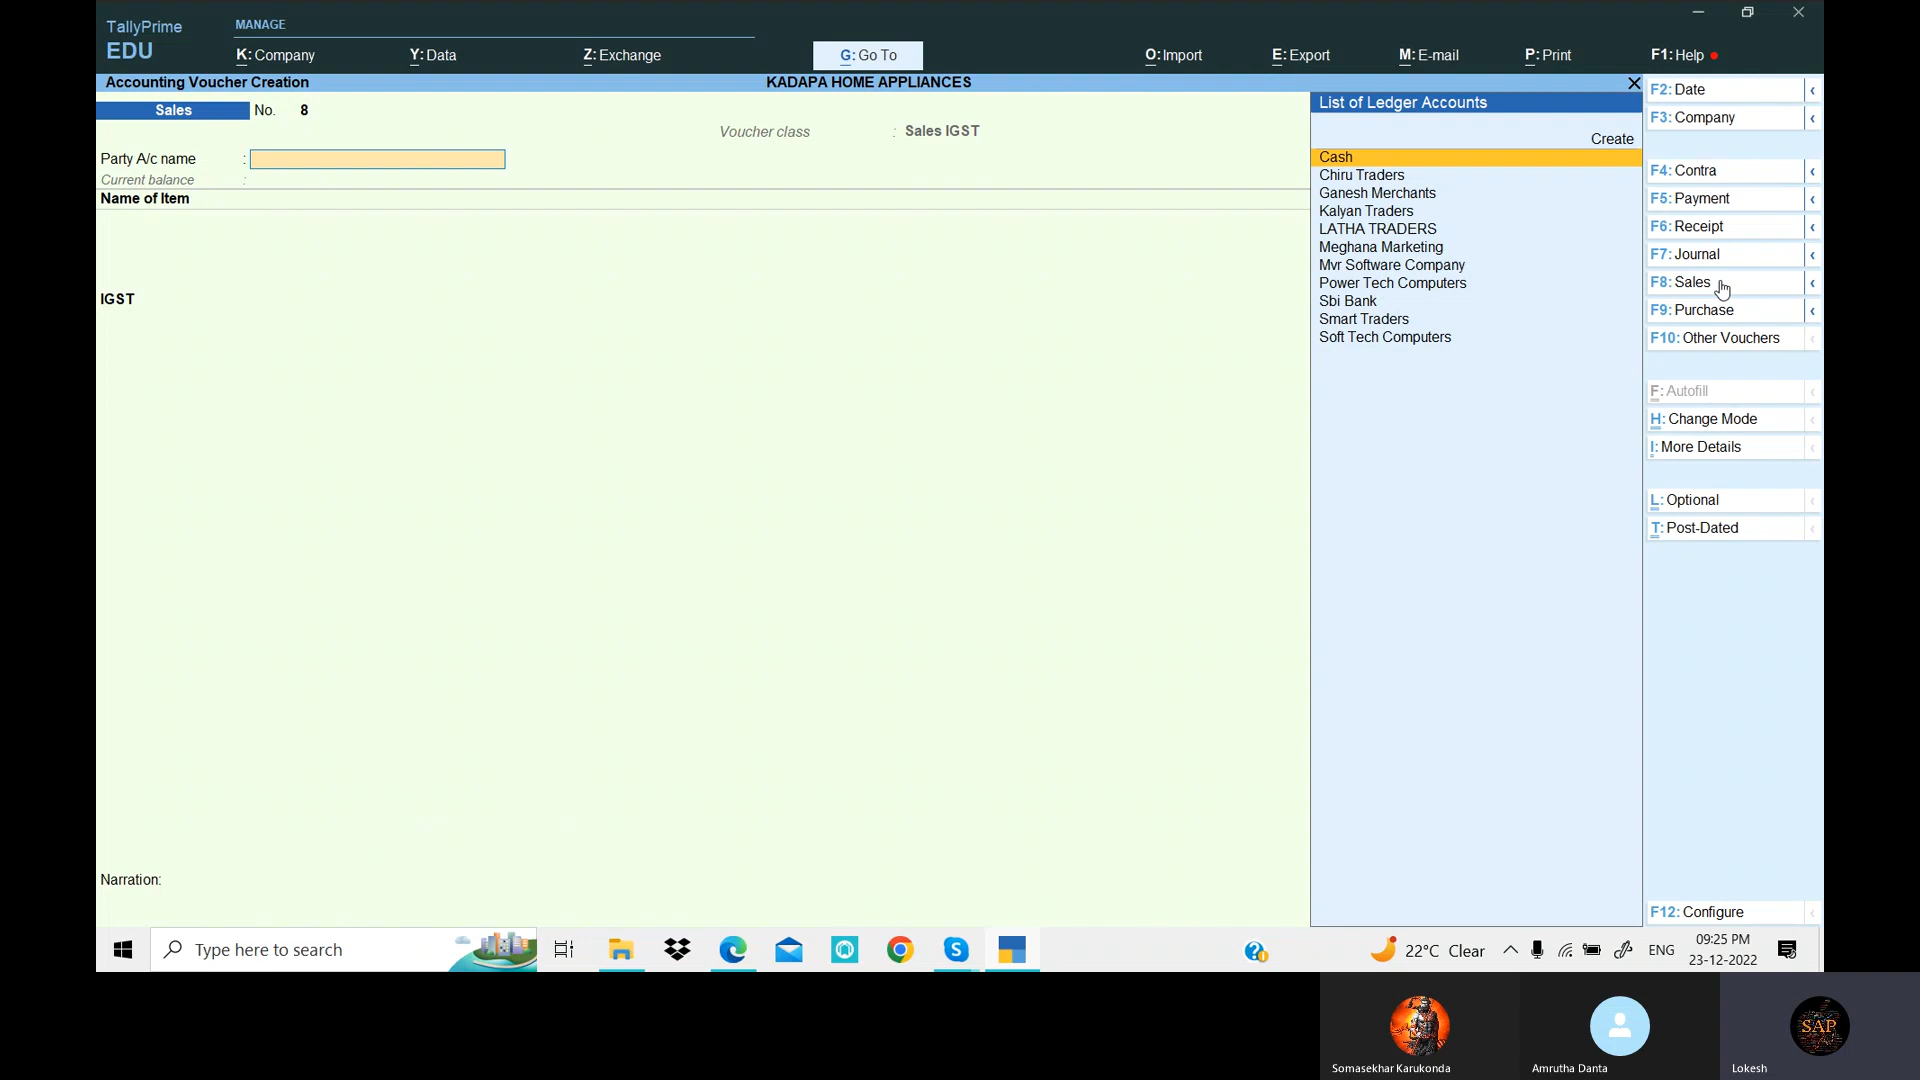 TallyPrime
EDU
MANAGE
K: Company
Y: Data
Z: Exchange
G: Go To
O: Import
E: Export
M: E-mail
P: Print
F1: Help
Accounting Voucher Creation
KADAPA HOME APPLIANCES
Sales No. 8
Voucher class : Sales IGST
Party A/c name :
Current balance :
Name of Item
IGST
Narration:
List of Ledger Accounts
Create
Cash
Chiru Traders
Ganesh Merchants
Kalyan Traders
LATHA TRADERS
Meghana Marketing
Mvr Software Company
Power Tech Computers
Sbi Bank
Smart Traders
Soft Tech Computers
F2: Date
F3: Company
F4: Contra
F5: Payment
F6: Receipt
F7: Journal
F8: Sales
F9: Purchase
F10: Other Vouchers
F: Autofill
H: Change Mode
I: More Details
L: Optional
T: Post-Dated
F12: Configure
Type here to search
22°C Clear
ENG
09:25 PM
23-12-2022
SAP
Somasekhar Karukonda
Amrutha Danta
Lokesh